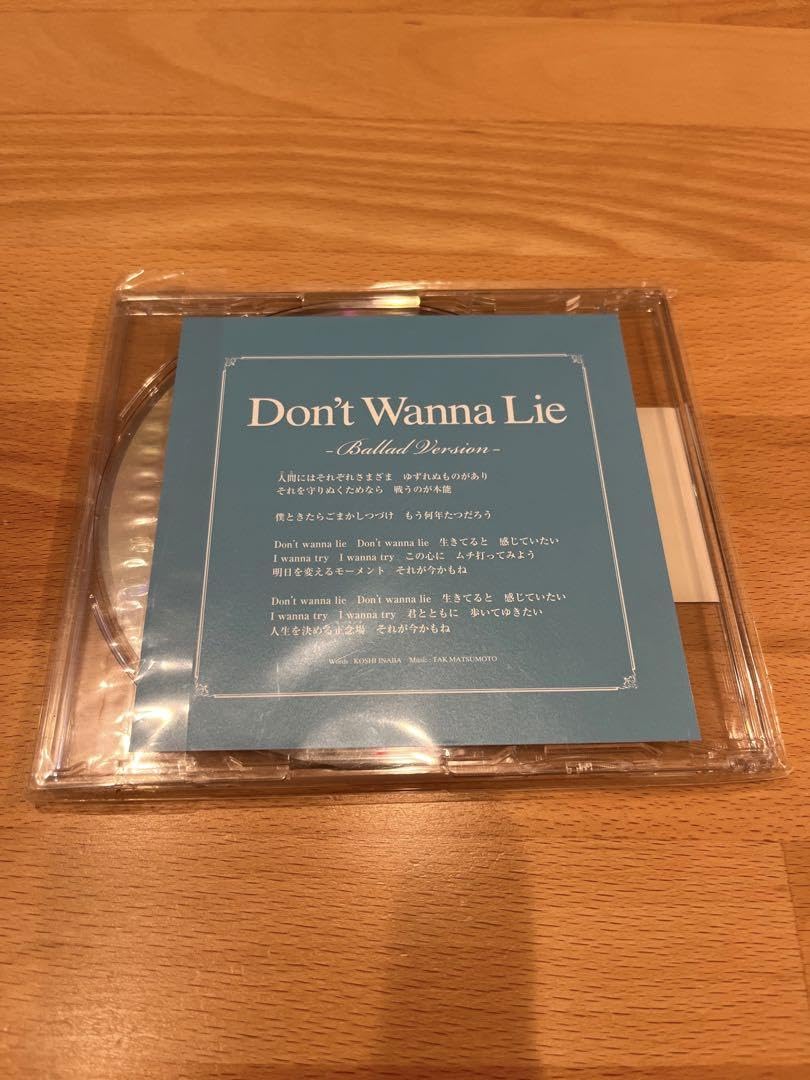 Don't Wanna Lie
-Ballad Version-
人間にはそれぞれさまざま　ゆずれぬものがあり
それを守りぬくためなら　戦うのが本能
僕ときたらごまかしつづけ　もう何年たつだろう
Don't wanna lie　Don't wanna lie　生きてると　感じていたい
I wanna try　I wanna try　この心に　ムチ打ってみよう
明日を変えるモーメント　それが今かもね
Don't wanna lie　Don't wanna lie　生きてると　感じていたい
I wanna try　I wanna try　君とともに　歩いてゆきたい
人生を決める正念場　それが今かもね
Words : KOSHI INABA　Music : TAK MATSUMOTO